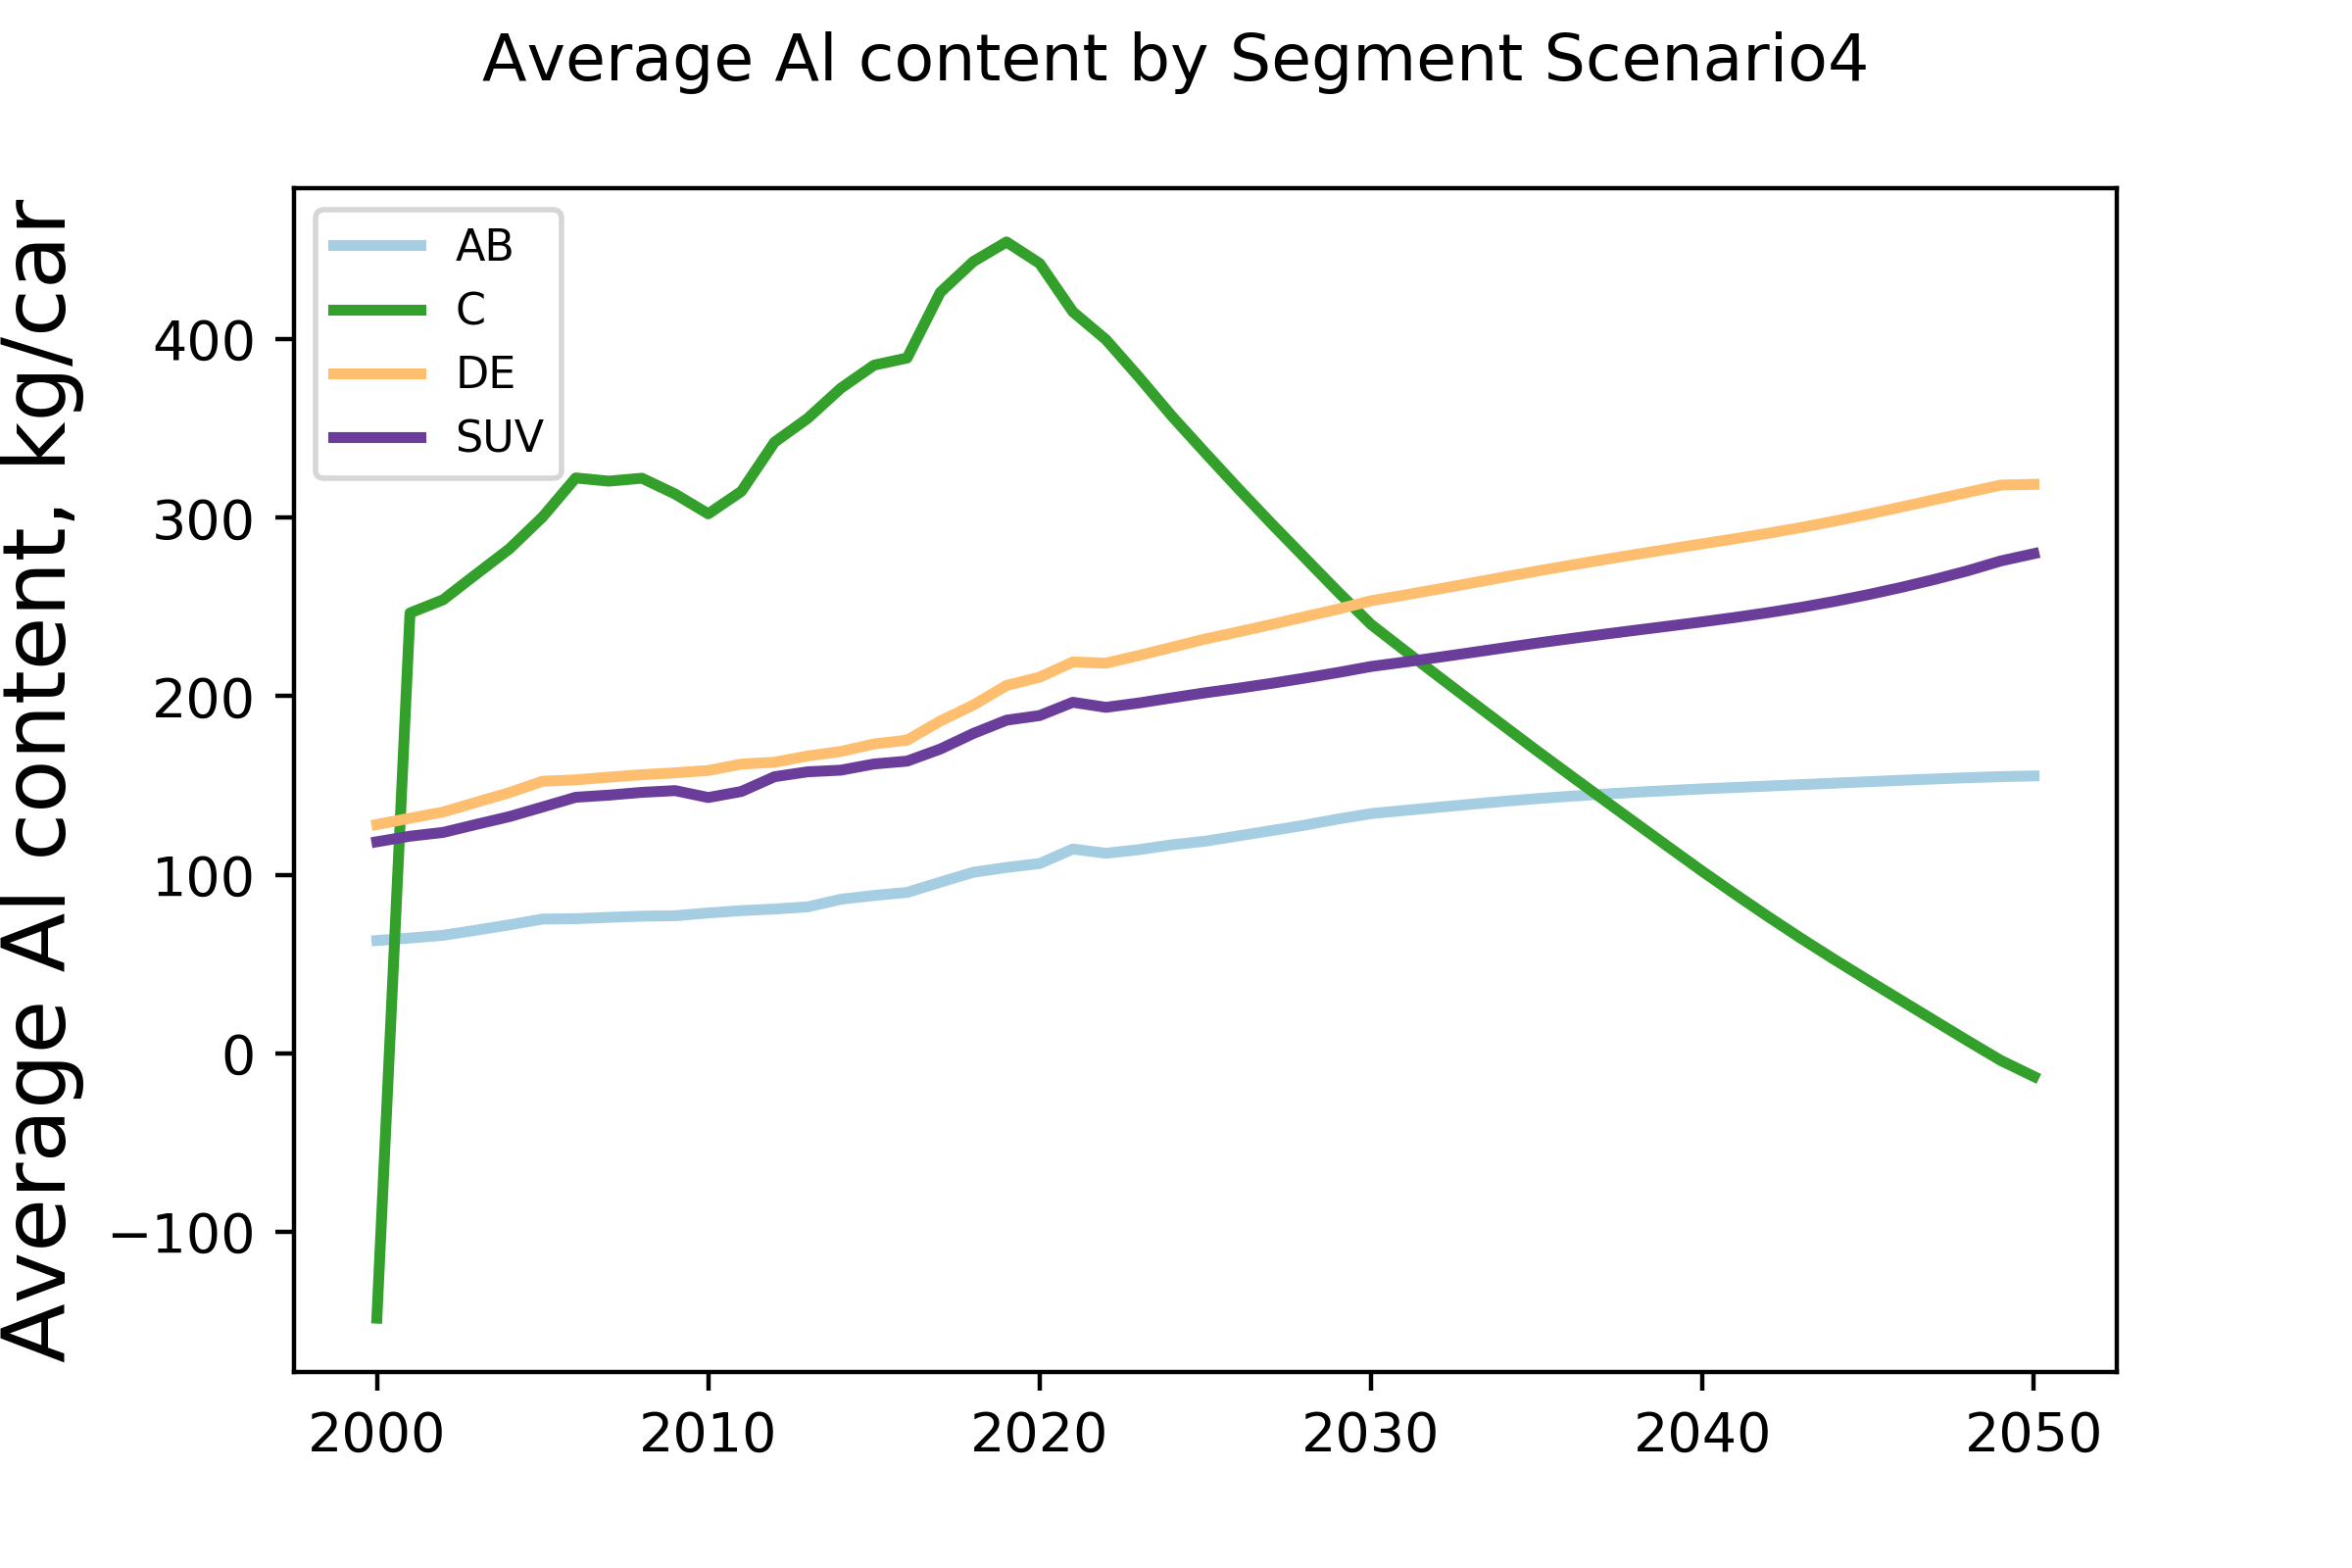 Average Al content by Segment Scenario4
Average Al content, kg/car
AB
C
DE
SUV
400
300
200
100
0
−100
2000 2010 2020 2030 2040 2050